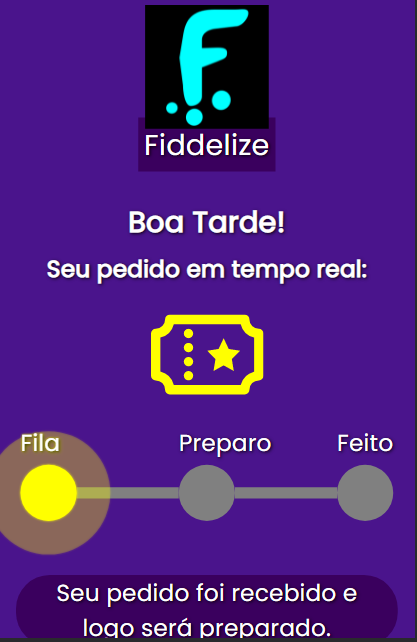 Fiddelize
Boa Tarde!
Seu pedido em tempo real:
Fila Preparo Feito
Seu pedido foi recebido e
logo será preparado.